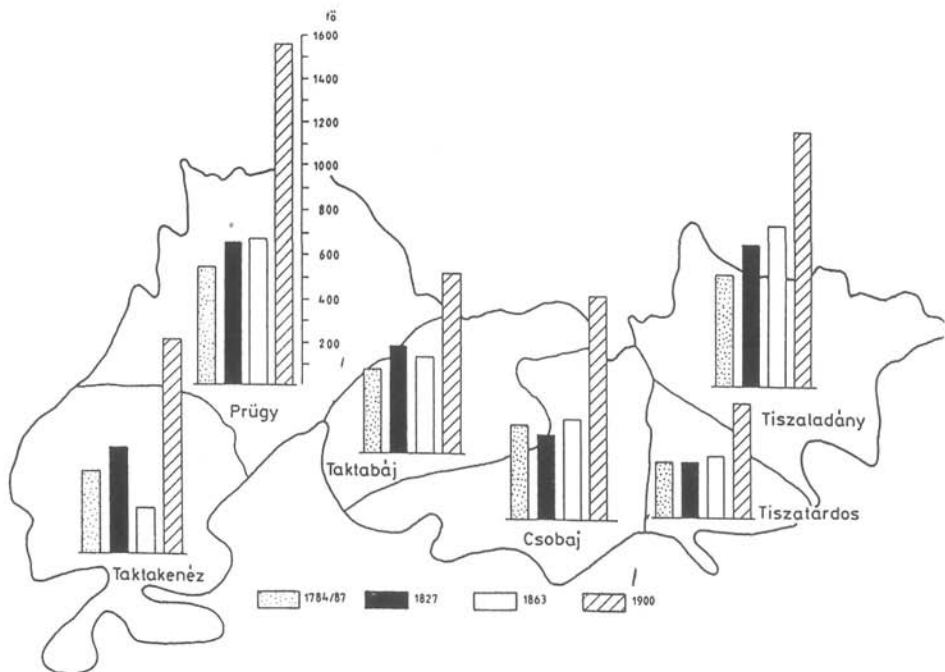 fő
1600
1400
1200
1000
800
600
400
200
Prügy
Taktabáj
Tiszaladány
Taktakenéz
Csobaj
Tiszatardos
1784/87
1827
1863
1900